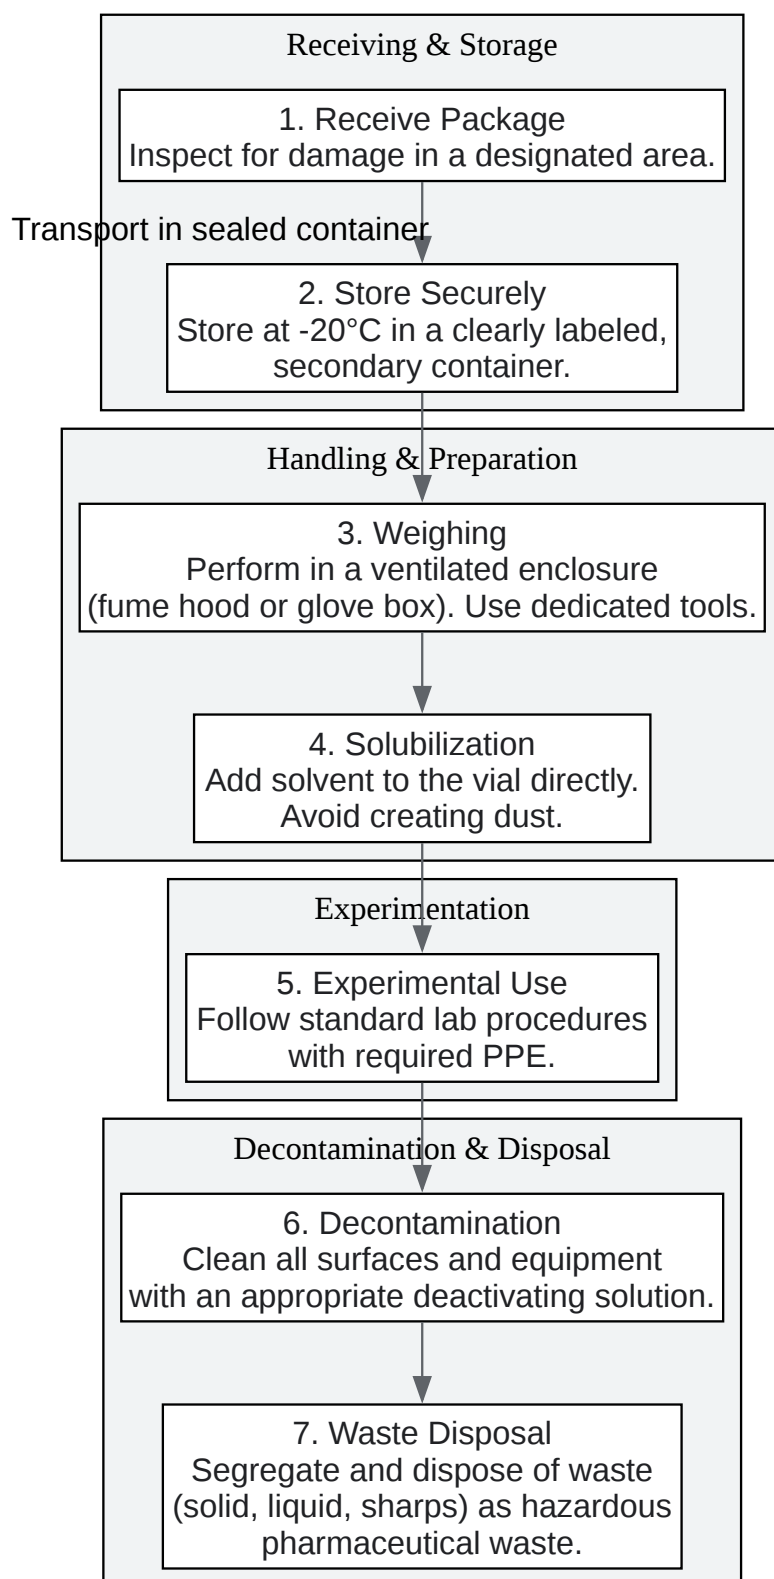 Receiving & Storage
1. Receive Package
Inspect for damage in a designated area.
Transport in sealed container
2. Store Securely
Store at -20°C in a clearly labeled,
secondary container.
Handling & Preparation
3. Weighing
Perform in a ventilated enclosure
(fume hood or glove box). Use dedicated tools.
4. Solubilization
Add solvent to the vial directly.
Avoid creating dust.
Experimentation
5. Experimental Use
Follow standard lab procedures
with required PPE.
Decontamination & Disposal
6. Decontamination
Clean all surfaces and equipment
with an appropriate deactivating solution.
7. Waste Disposal
Segregate and dispose of waste
(solid, liquid, sharps) as hazardous
pharmaceutical waste.